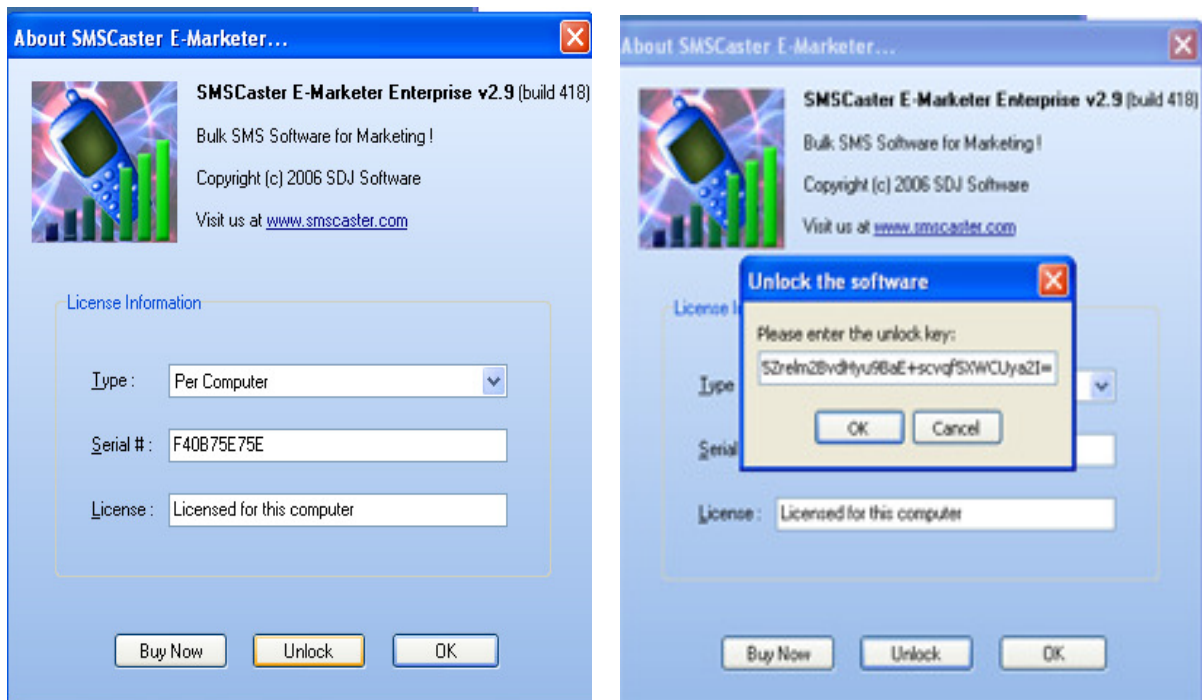 About SMSCaster E-Marketer...
SMSCaster E-Marketer Enterprise v2.9 (build 418)
Bulk SMS Software for Marketing !
Copyright (c) 2006 SDJ Software
Visit us at www.smscaster.com
License Information
Type : Per Computer
Serial # : F40B75E75E
License : Licensed for this computer
Buy Now Unlock OK
About SMSCaster E-Marketer...
SMSCaster E-Marketer Enterprise v2.9 (build 418)
Bulk SMS Software for Marketing !
Copyright (c) 2006 SDJ Software
Visit us at www.smscaster.com
Unlock the software
License
Please enter the unlock key:
Type
OK Cancel
Serial
License : Licensed for this computer
Buy Now Unlock OK